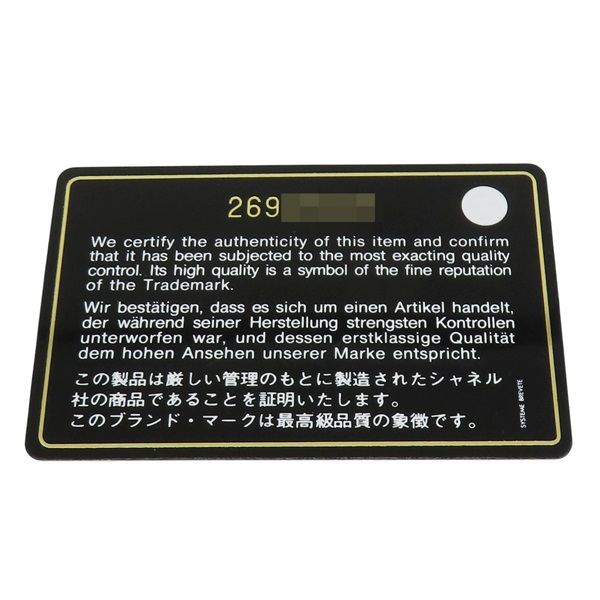 269
We certify the authenticity of this item and confirm
that it has been subjected to the most exacting quality
control. Its high quality is a symbol of the fine reputation
of the Trademark.
Wir bestätigen, dass es sich um einen Artikel handelt,
der während seiner Herstellung strengsten Kontrollen
unterworfen war, und dessen erstklassige Qualität
dem hohen Ansehen unserer Marke entspricht.
この製品は厳しい管理のもとに製造されたシャネル
社の商品であることを証明いたします。
このブランド・マークは最高級品質の象徴です。
SYSTEME BREVETE